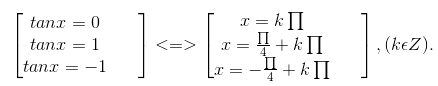 [ tanx = 0   tanx = 1   tanx = -1 ] <=> [ x = k∏   x = ∏/4 + k∏   x = -∏/4 + k∏ ] , (kϵZ).